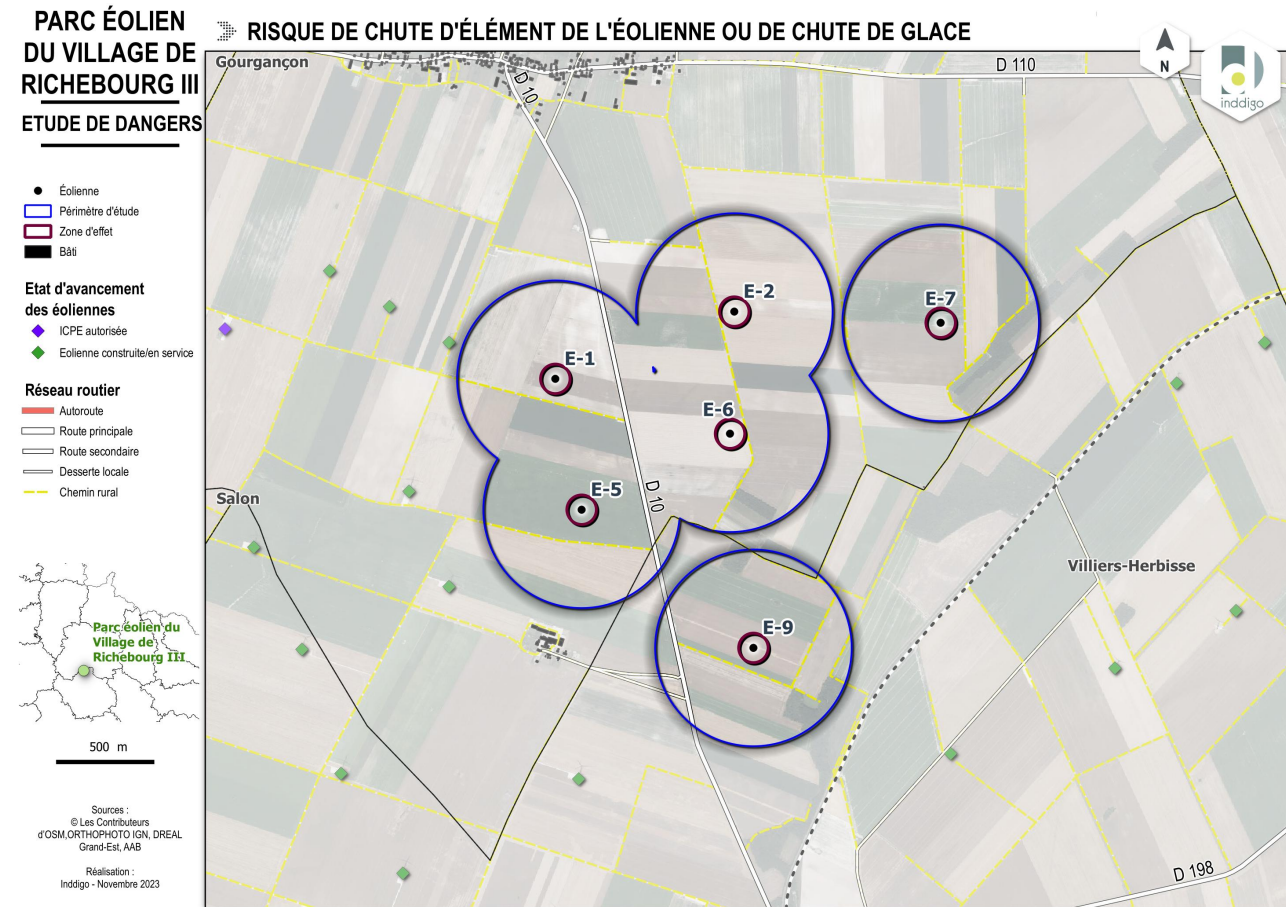 PARC ÉOLIEN
DU VILLAGE DE
RICHEBOURG III
ETUDE DE DANGERS
RISQUE DE CHUTE D'ÉLÉMENT DE L'ÉOLIENNE OU DE CHUTE DE GLACE
Éolienne
Périmètre d'étude
Zone d'effet
Bâti
Etat d'avancement
des éoliennes
ICPE autorisée
Eolienne construite/en service
Réseau routier
Autoroute
Route principale
Route secondaire
Desserte locale
Chemin rural
Parc éolien du
Village de
Richebourg III
500 m
Sources :
© Les Contributeurs
d'OSM,ORTHOPHOTO IGN, DREAL
Grand-Est, AAB
Réalisation :
Inddigo - Novembre 2023
Gourgançon
D 10
D 110
N
inddigo
E-2
E-7
E-1
E-6
E-5
D 10
Salon
Villiers-Herbisse
E-9
D 198